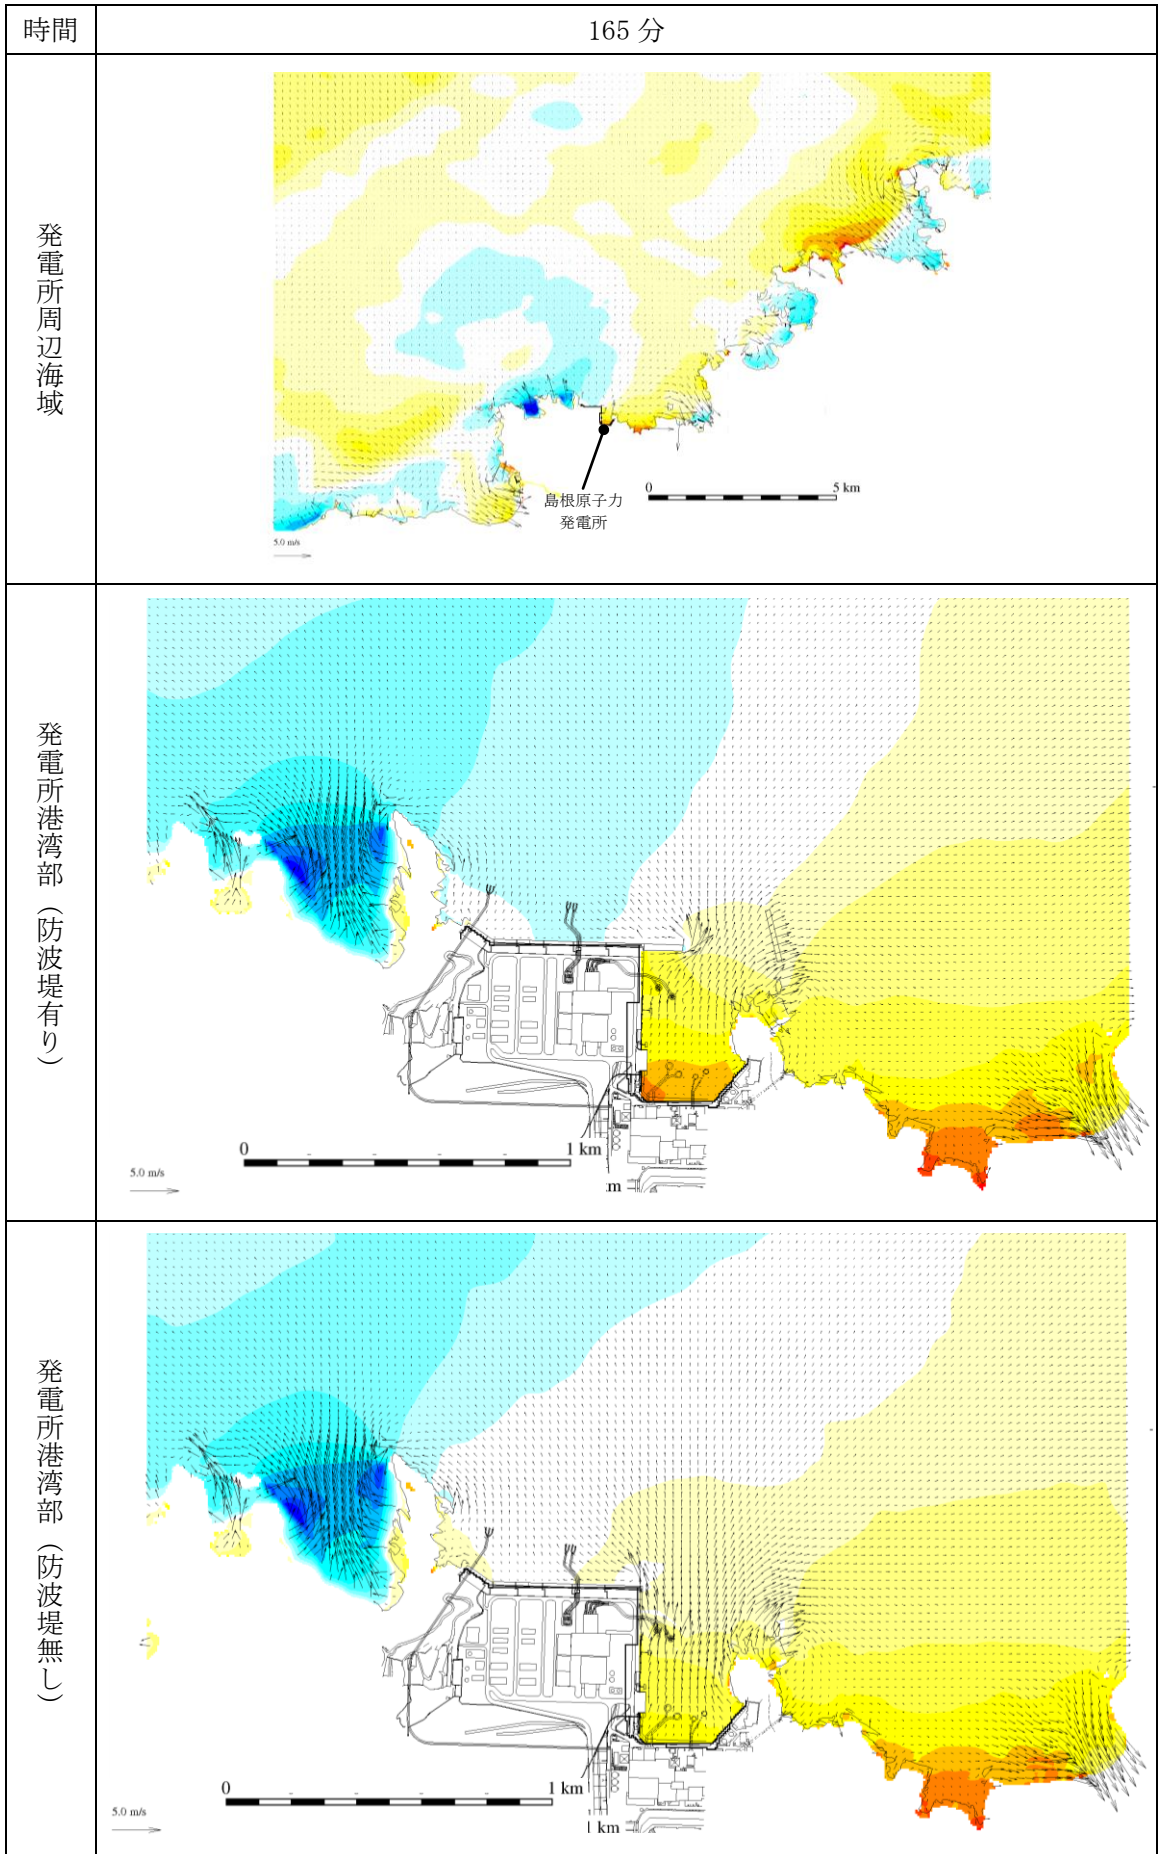 時間
165 分
発電所周辺海域
島根原子力
発電所
0
5 km
5.0 m/s
発電所港湾部（防波堤有り）
0
1 km
5.0 m/s
:m
発電所港湾部（防波堤無し）
0
1 km
5.0 m/s
km